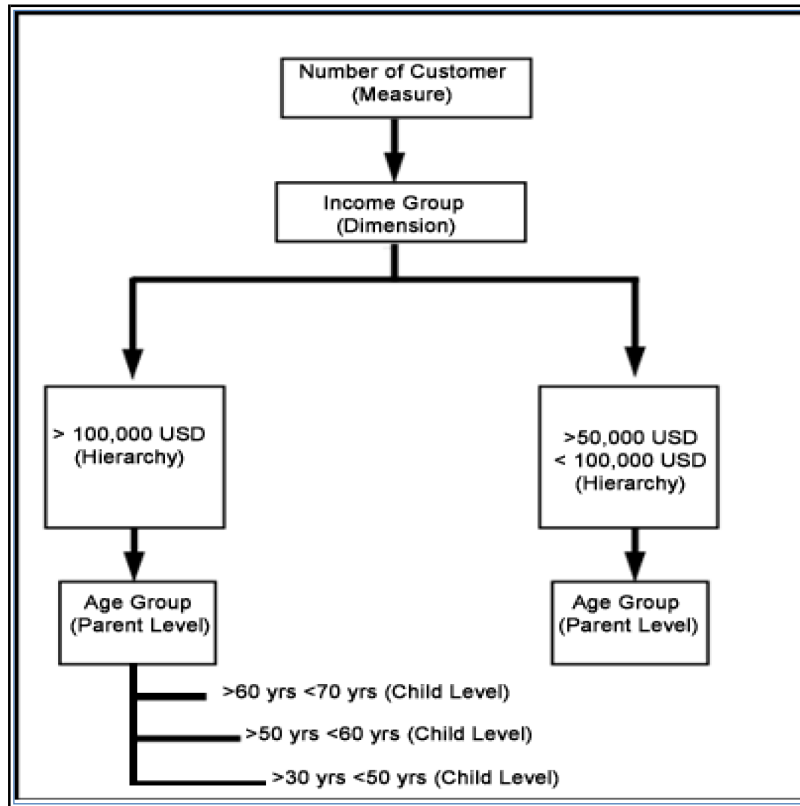 Number of Customer
(Measure)
Income Group
(Dimension)
> 100,000 USD
(Hierarchy)
>50,000 USD
< 100,000 USD
(Hierarchy)
Age Group
(Parent Level)
Age Group
(Parent Level)
>60 yrs <70 yrs (Child Level)
>50 yrs <60 yrs (Child Level)
>30 yrs <50 yrs (Child Level)